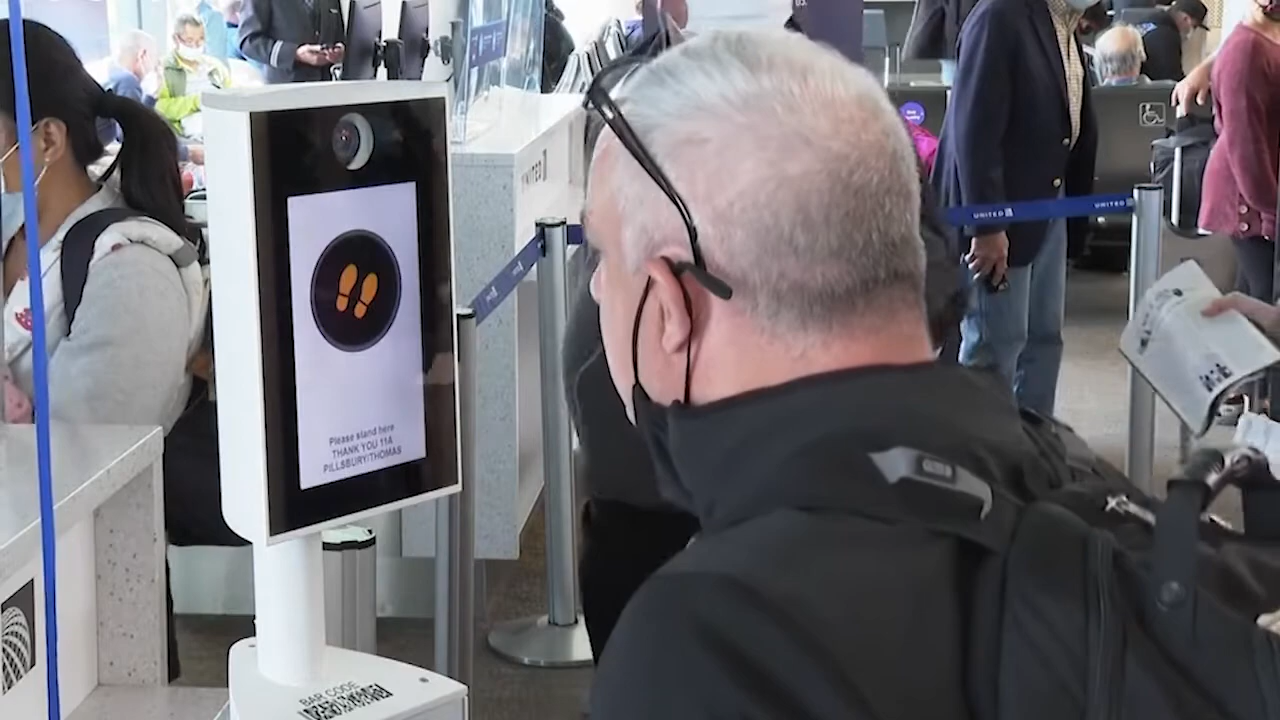 UNITED
UNITED
UNITED
Please stand here
THANK YOU 11A
PILLSBURY/THOMAS
BAR CODE